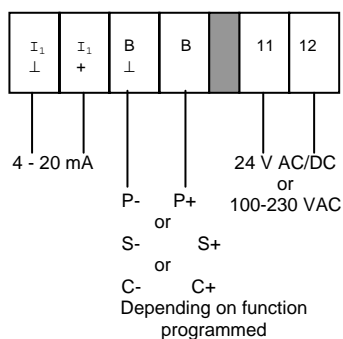 I₁ I₁ B B 11 12
⊥ + ⊥
4 - 20 mA 24 V AC/DC
or
100-230 VAC
P- P+
or
S- S+
or
C- C+
Depending on function
programmed